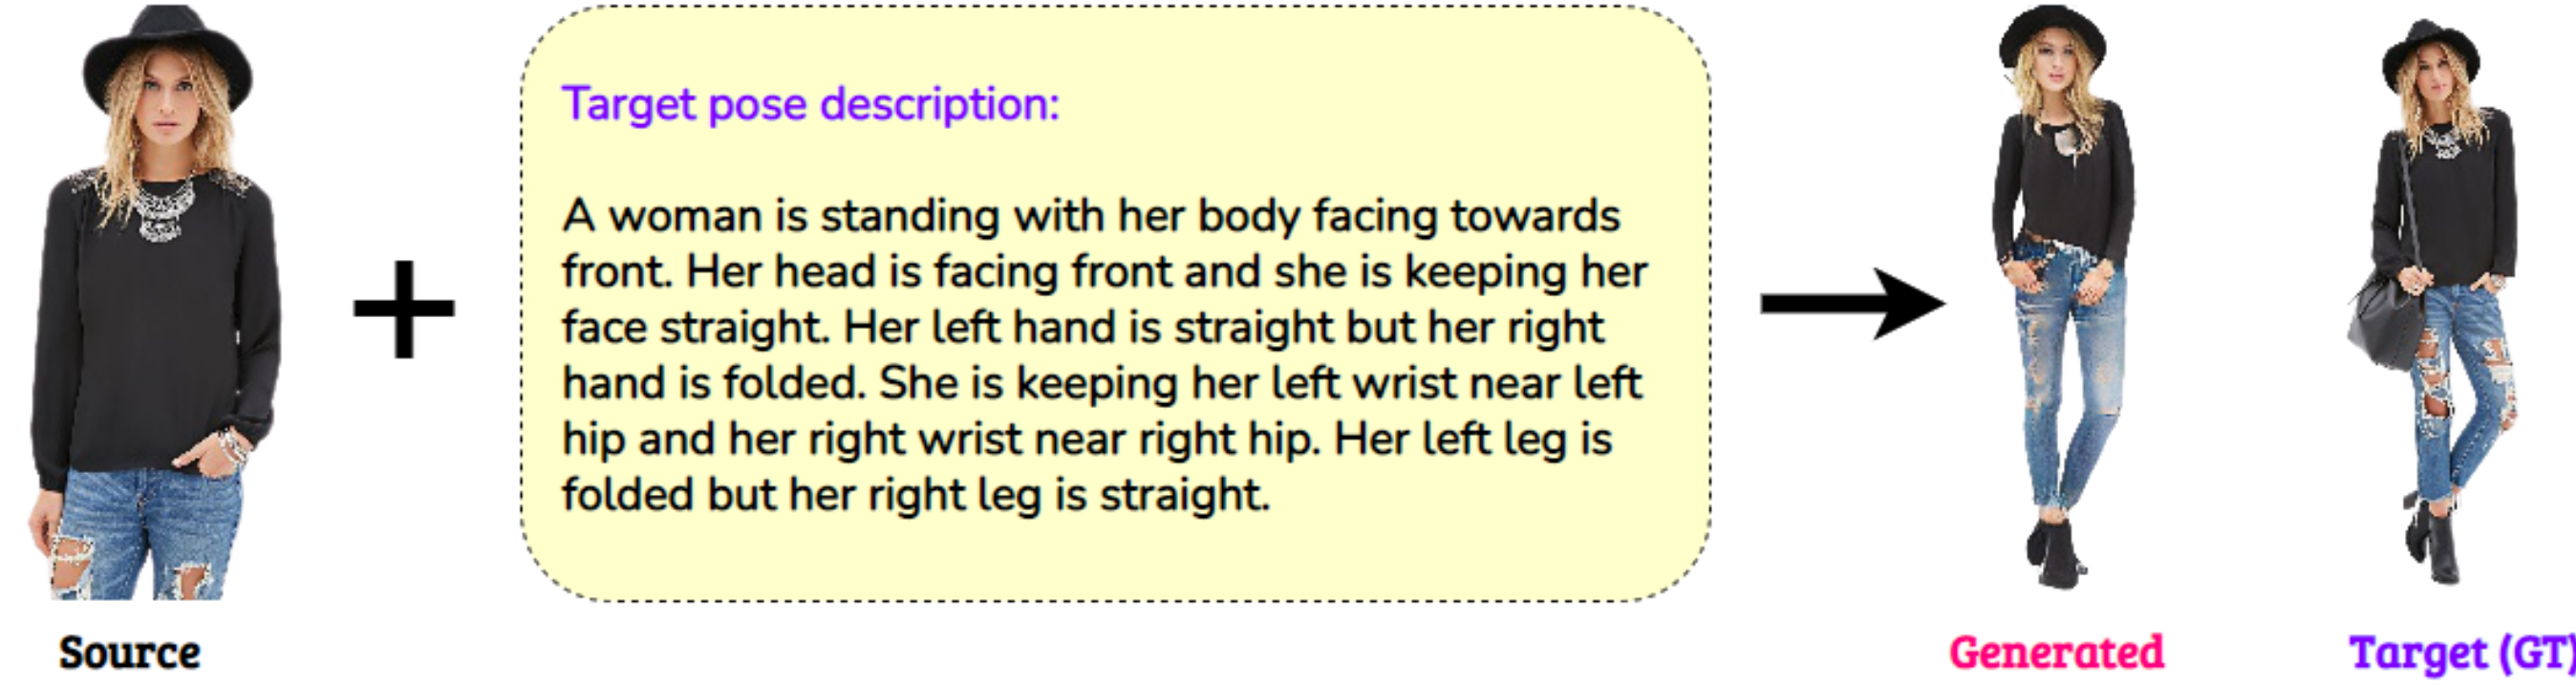 Target pose description:
A woman is standing with her body facing towards
front. Her head is facing front and she is keeping her
face straight. Her left hand is straight but her right
hand is folded. She is keeping her left wrist near left
hip and her right wrist near right hip. Her left leg is
folded but her right leg is straight.
Source
Generated
Target (GT)